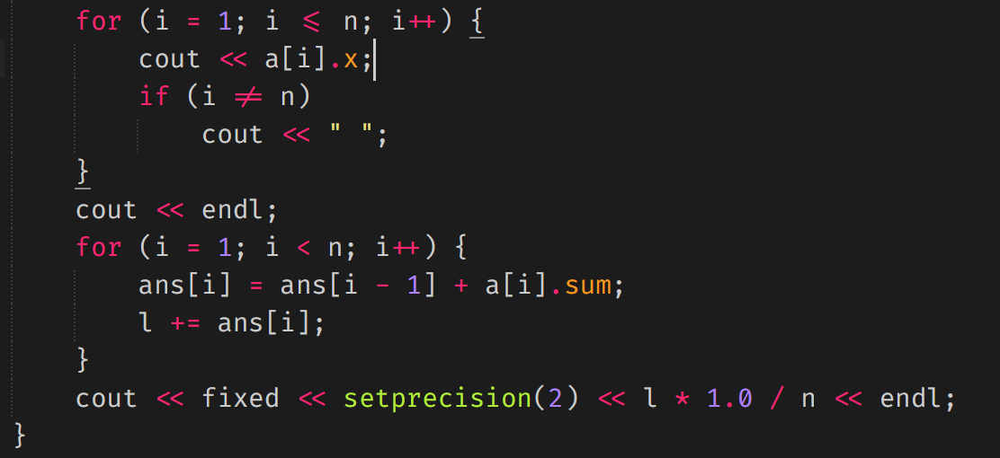 for (i = 1; i <= n; i++) {
cout << a[i].x;
if (i != n)
cout << " ";
}
cout << endl;
for (i = 1; i < n; i++) {
ans[i] = ans[i - 1] + a[i].sum;
l += ans[i];
}
cout << fixed << setprecision(2) << l * 1.0 / n << endl;
}